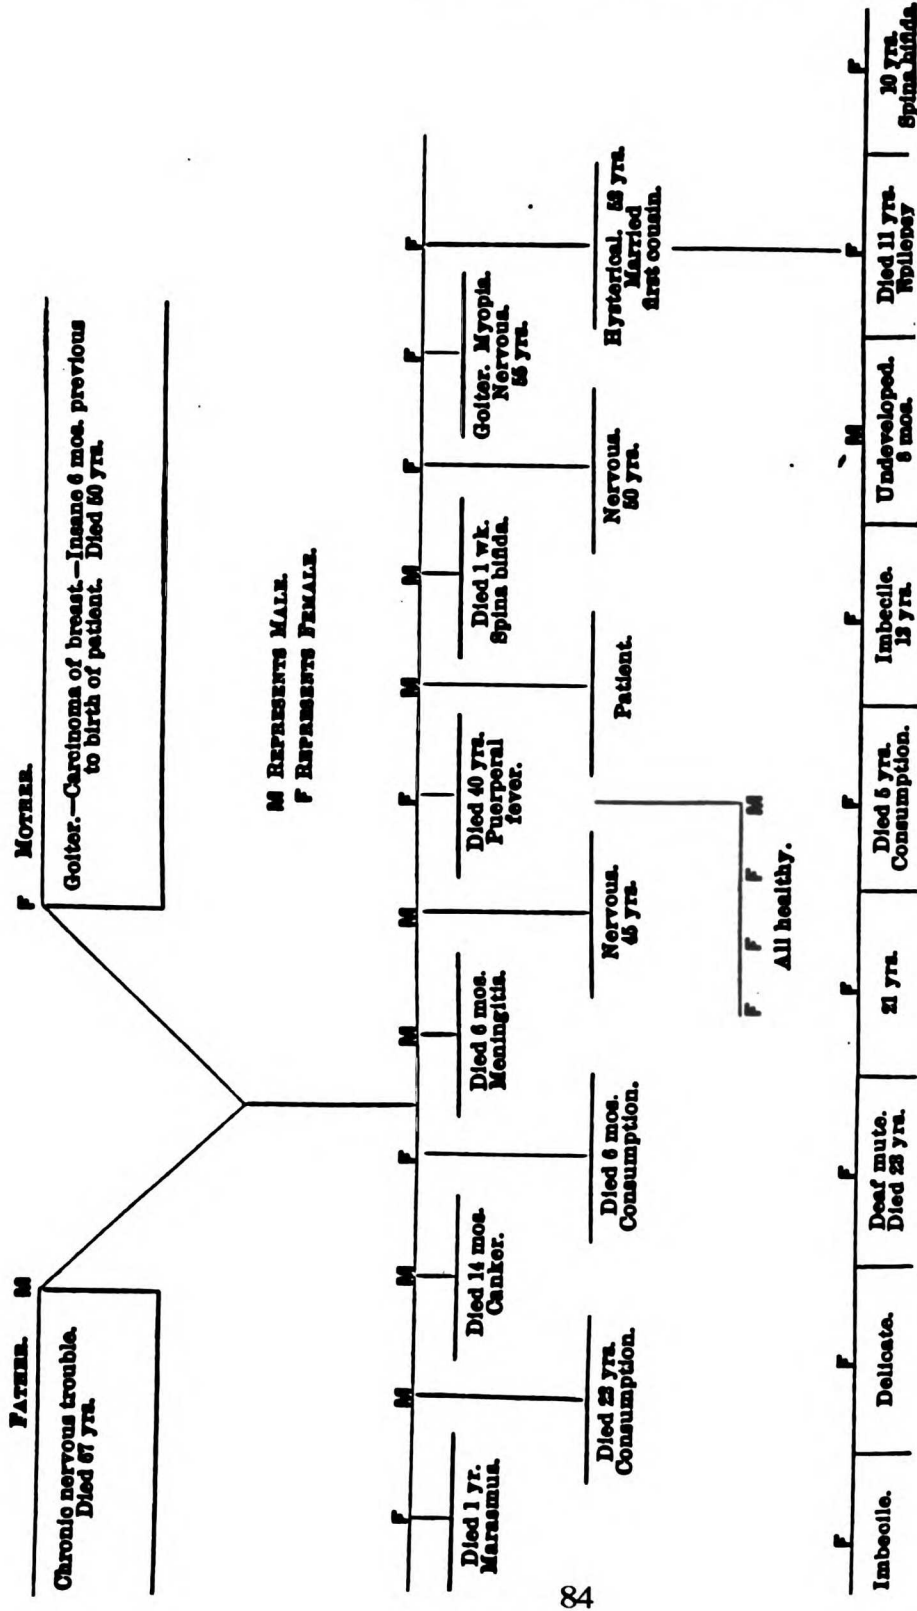 FATHER. M
Chronic nervous trouble.
Died 67 yrs.
F MOTHER.
Goiter.—Carcinoma of breast.—Insane 6 mos. previous
to birth of patient. Died 50 yrs.
M REPRESENTS MALE.
F REPRESENTS FEMALE.
F M M F M M F M M F F F
Died 1 yr.
Marasmus.
Died 14 mos.
Canker.
Died 6 mos.
Meningitis.
Died 40 yrs.
Puerperal
fever.
Died 1 wk.
Spina bifida.
Goiter. Myopia.
Nervous.
55 yrs.
Died 23 yrs.
Consumption.
Died 6 mos.
Consumption.
Nervous.
45 yrs.
Patient.
Nervous.
50 yrs.
Hysterical. 53 yrs.
Married
first cousin.
F F F M
All healthy.
F F F F F F M F F
Imbecile.
Delicate.
Deaf mute.
Died 23 yrs.
21 yrs.
Died 5 yrs.
Consumption.
Imbecile.
13 yrs.
Undeveloped.
8 mos.
Died 11 yrs.
Epilepsy
10 yrs.
Spina bifida.
84